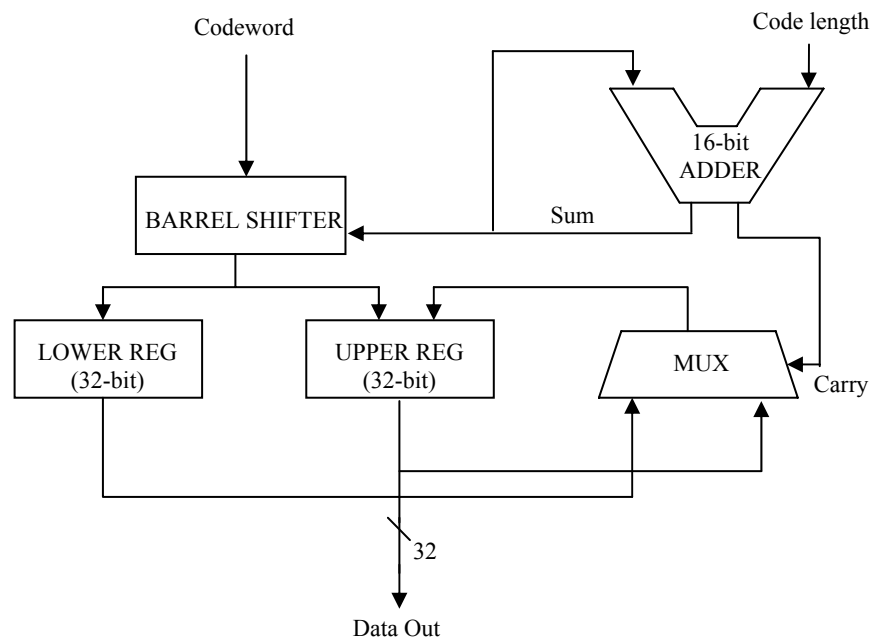 Codeword
Code length
16-bit
ADDER
BARREL SHIFTER
Sum
LOWER REG
(32-bit)
UPPER REG
(32-bit)
MUX
Carry
32
Data Out